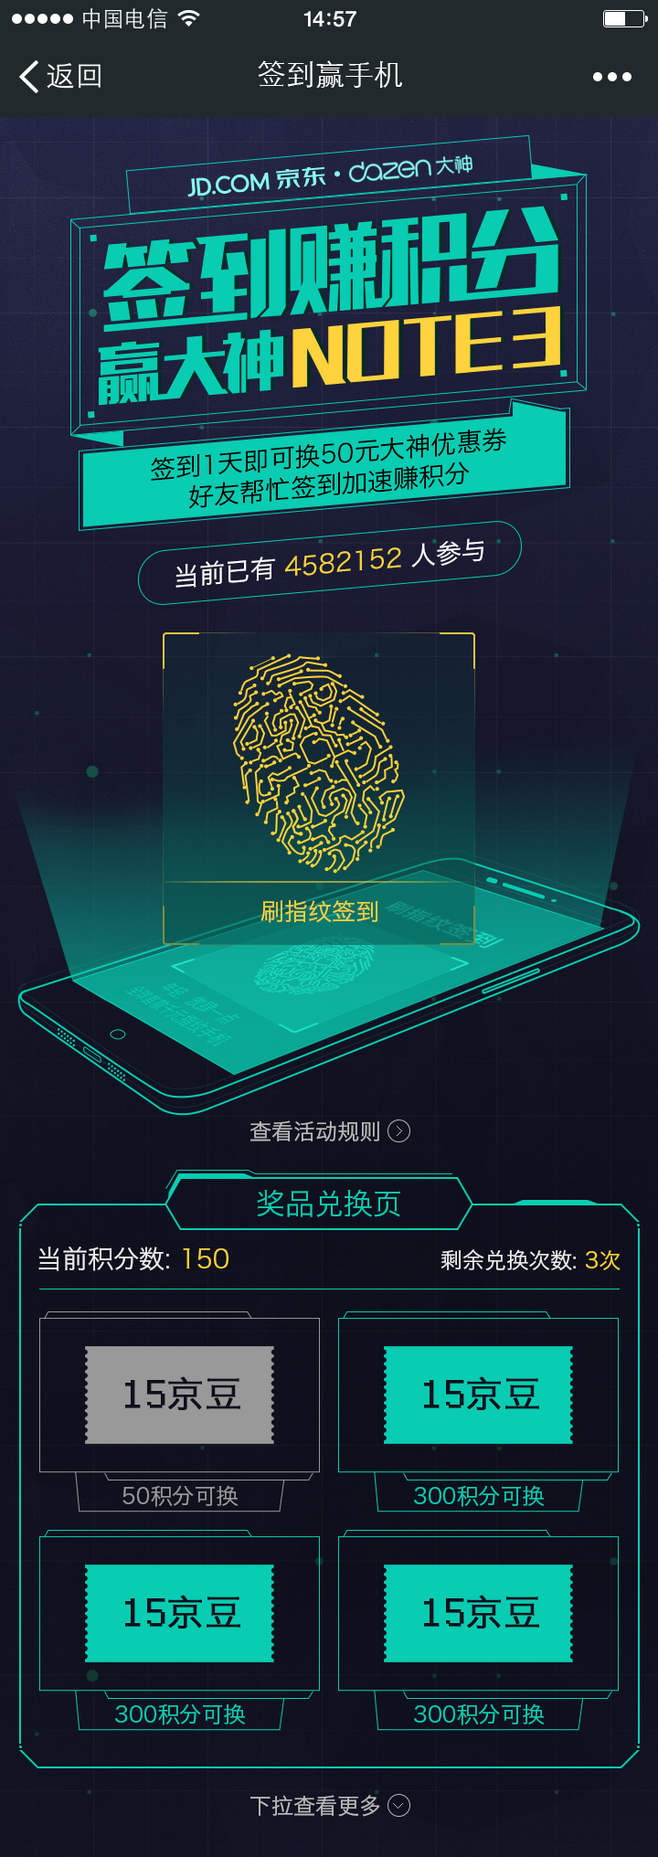 中国电信
14:57
返回
签到赢手机
JD.COM 京东·dazen 大神
签到赚积分
赢大神NOTE3
签到1天即可换50元大神优惠券
好友帮忙签到加速赚积分
当前已有 4582152 人参与
刷指纹签到
刷指纹签到
查看活动规则
奖品兑换页
当前积分数: 150
剩余兑换次数: 3次
15京豆
15京豆
50积分可换
300积分可换
15京豆
15京豆
300积分可换
300积分可换
下拉查看更多